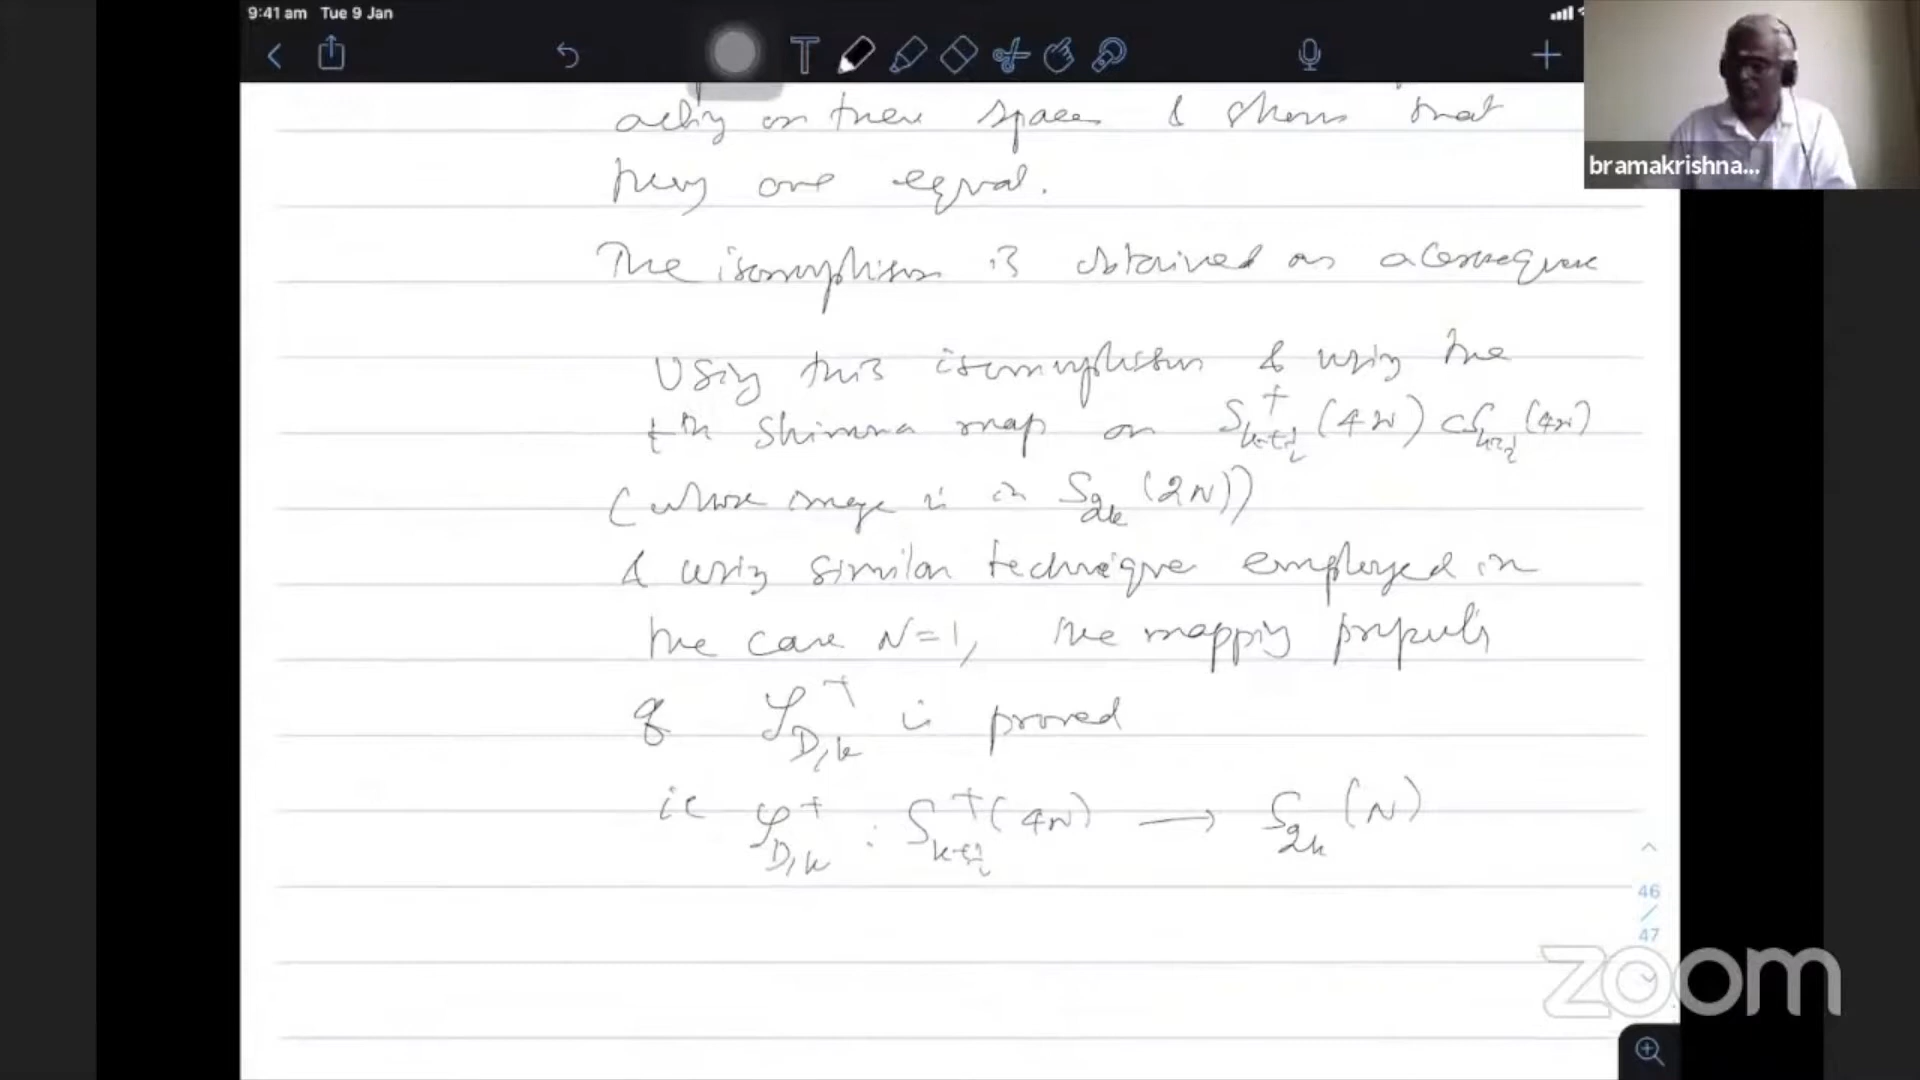 9:41 am Tue 9 Jan
bramakrishna...
acting on these spaces & shows that
they are equal.
The isomorphism is obtained as a consequence
Using this isomorphism & using the
t^th Shimura map on S^+_{k+1/2}(4N) ⊂ S_{k+1/2}(4N)
(whose image is in S_{2k}(2N))
& using similar technique employed in
the case N=1, the mapping property
of 𝒮^+_{D,k} is proved
ie 𝒮^+_{D,k} : S^+_{k+1/2}(4N) ⟶ S_{2k}(N)
46
/
47
zoom